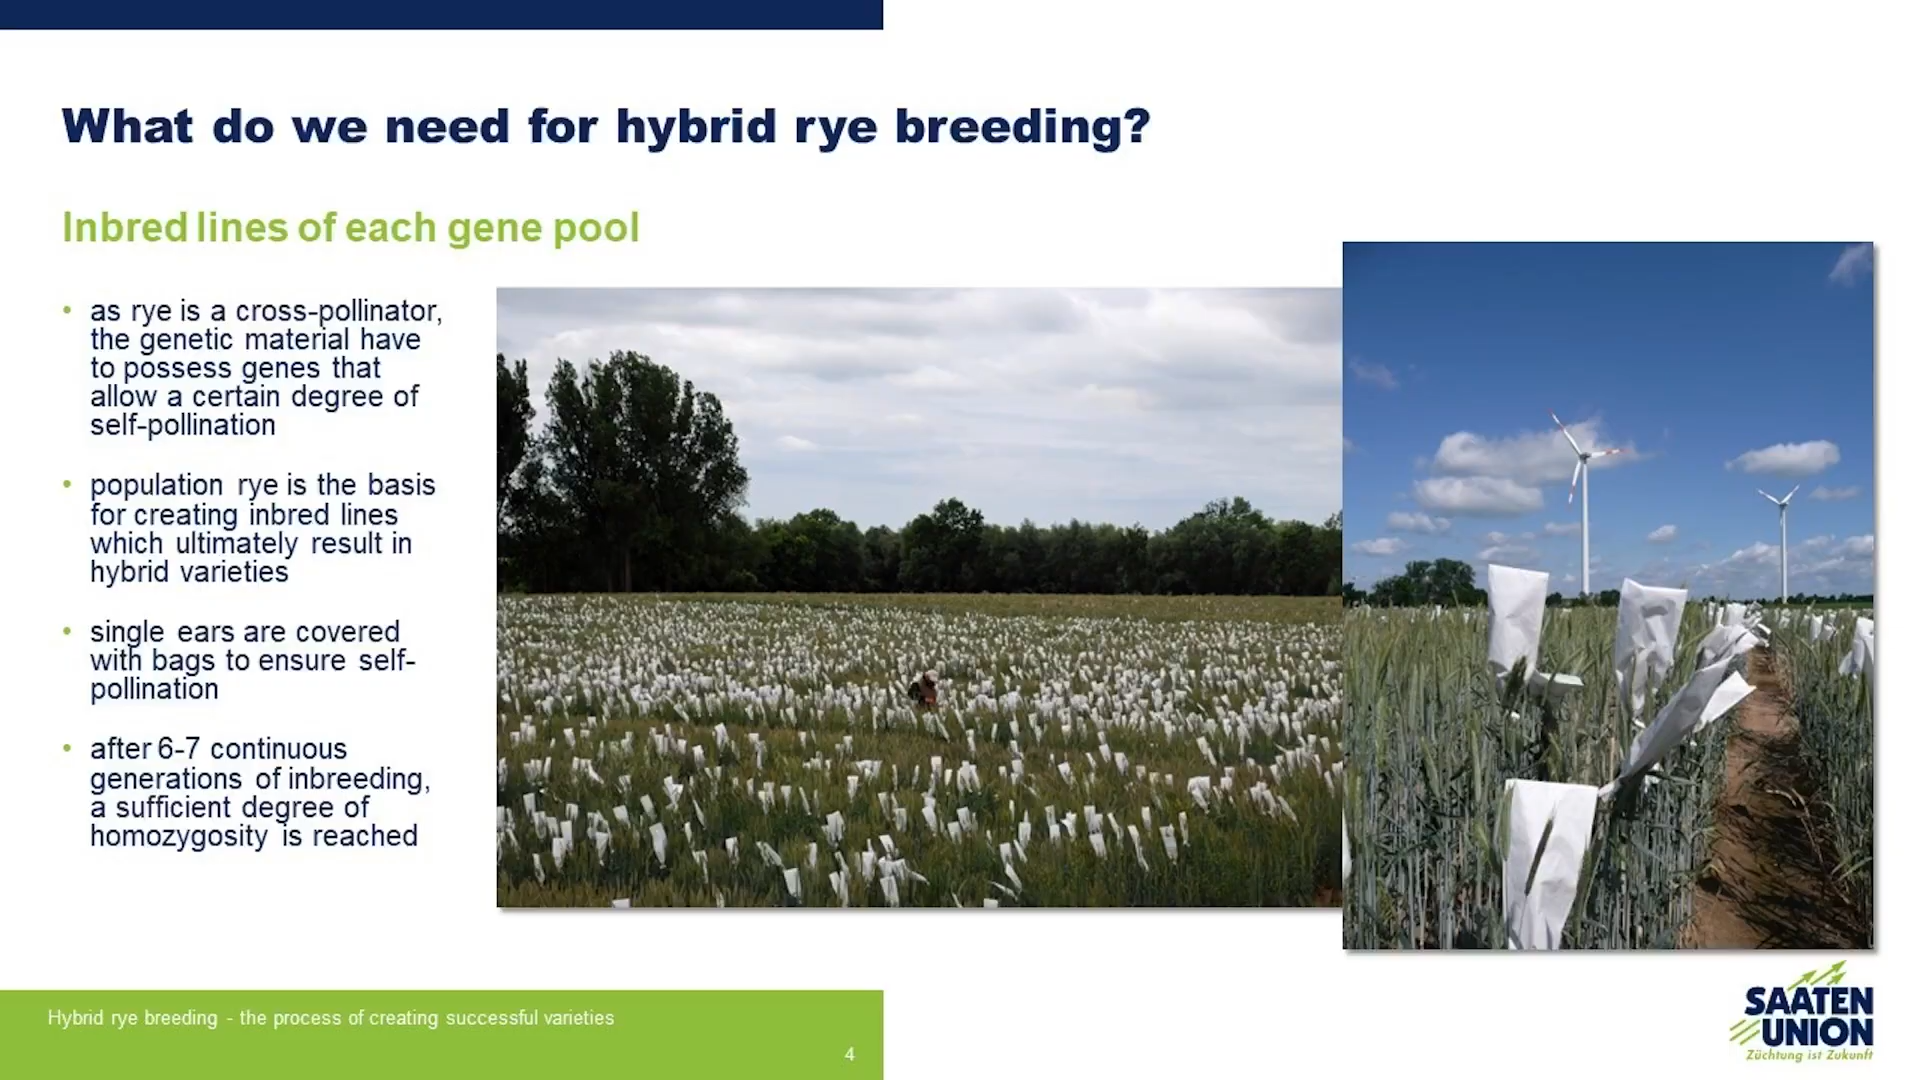 What do we need for hybrid rye breeding?
Inbred lines of each gene pool
• as rye is a cross-pollinator,
the genetic material have
to possess genes that
allow a certain degree of
self-pollination
• population rye is the basis
for creating inbred lines
which ultimately result in
hybrid varieties
• single ears are covered
with bags to ensure self-
pollination
• after 6-7 continuous
generations of inbreeding,
a sufficient degree of
homozygosity is reached
Hybrid rye breeding - the process of creating successful varieties
4
SAATEN
UNION
Züchtung ist Zukunft